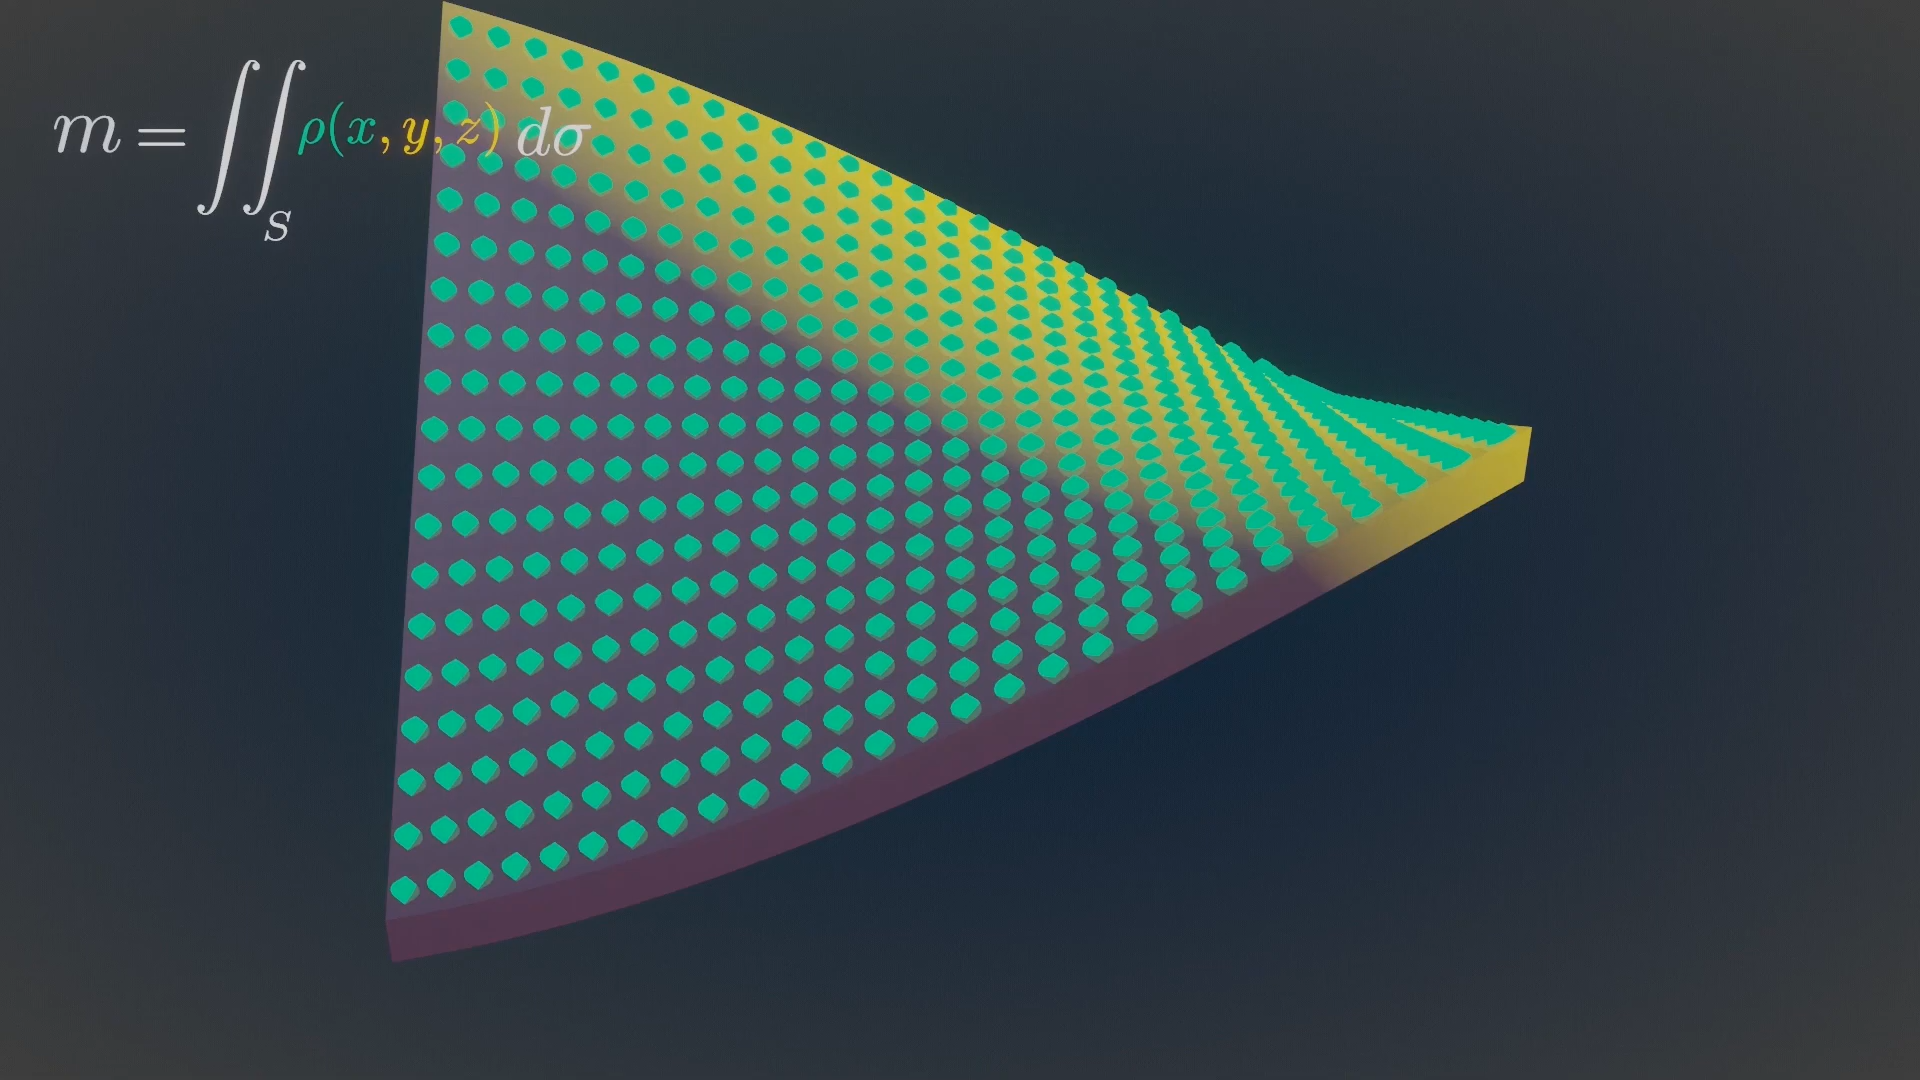 m = ∬_S ρ(x, y, z) dσ